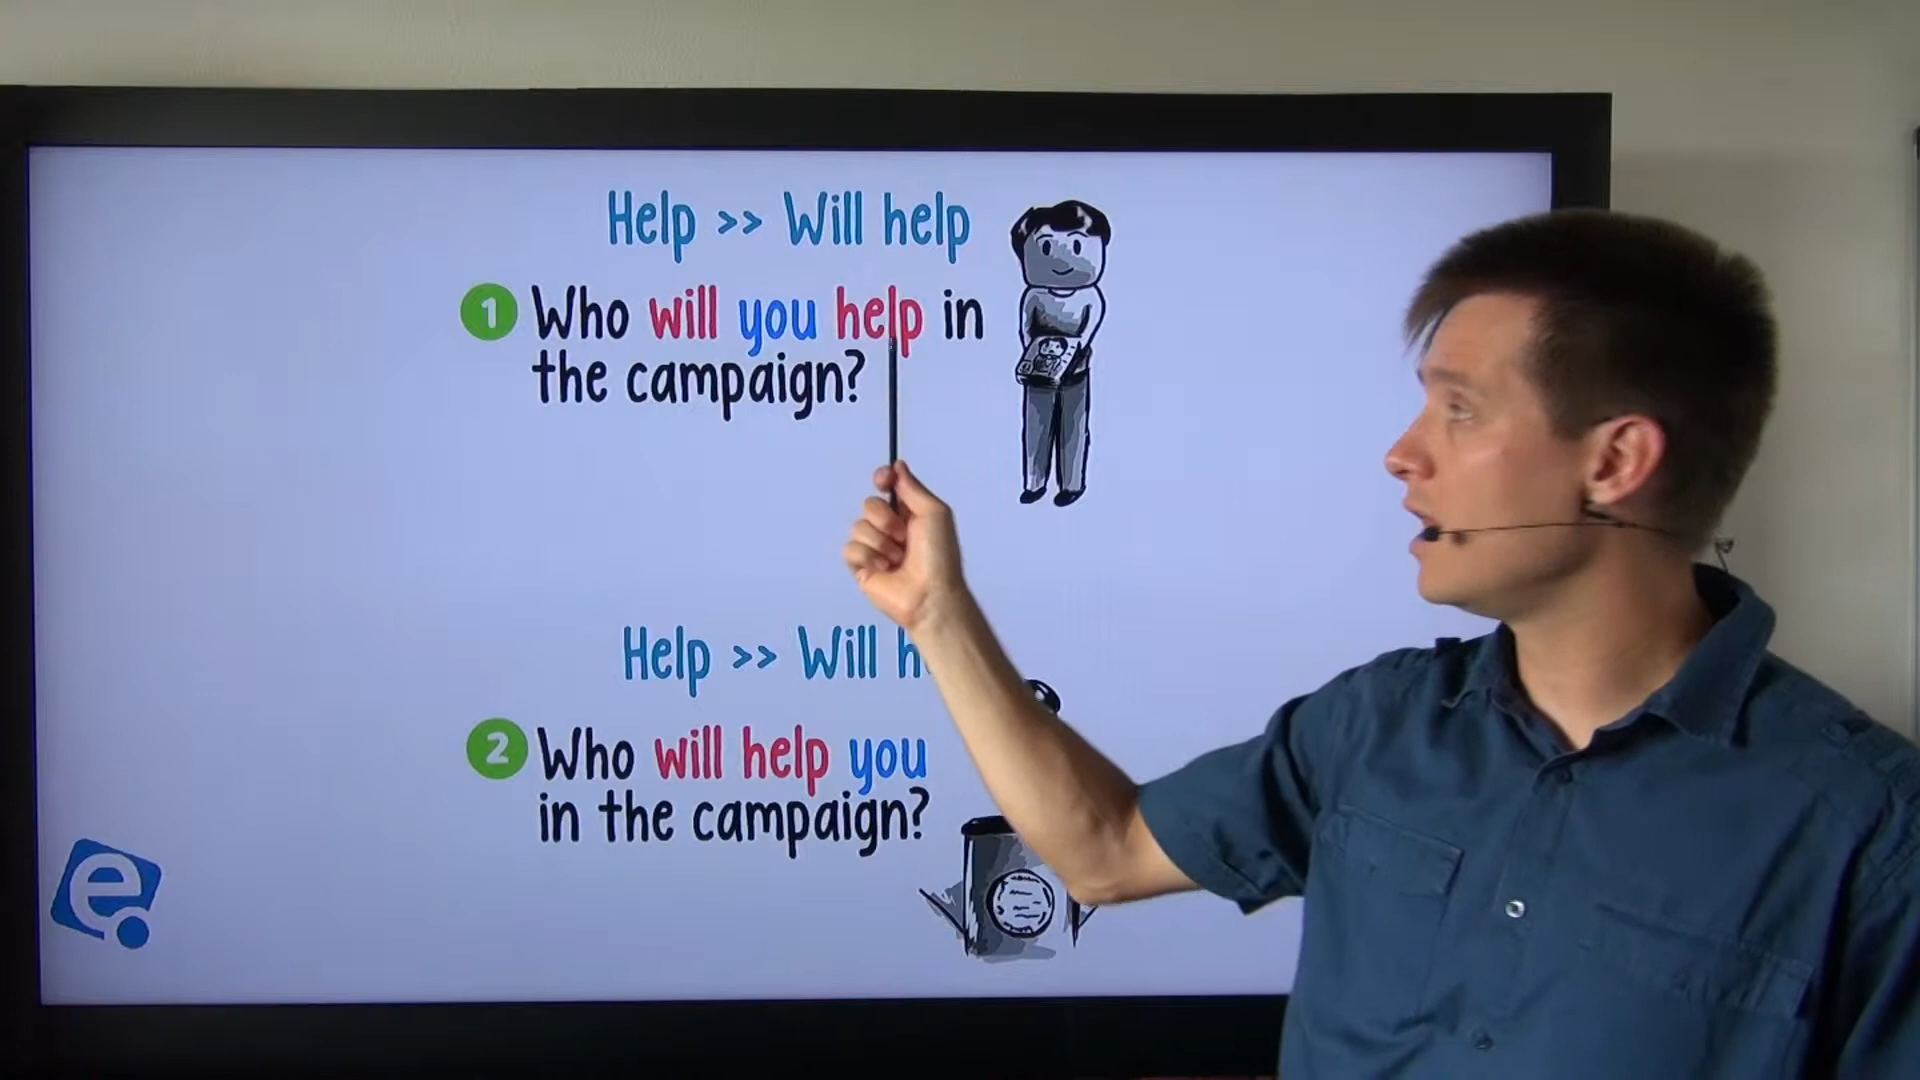 Help >> Will help
1 Who will you help in
the campaign?
Help >> Will
2 Who will help you
in the campaign?
e